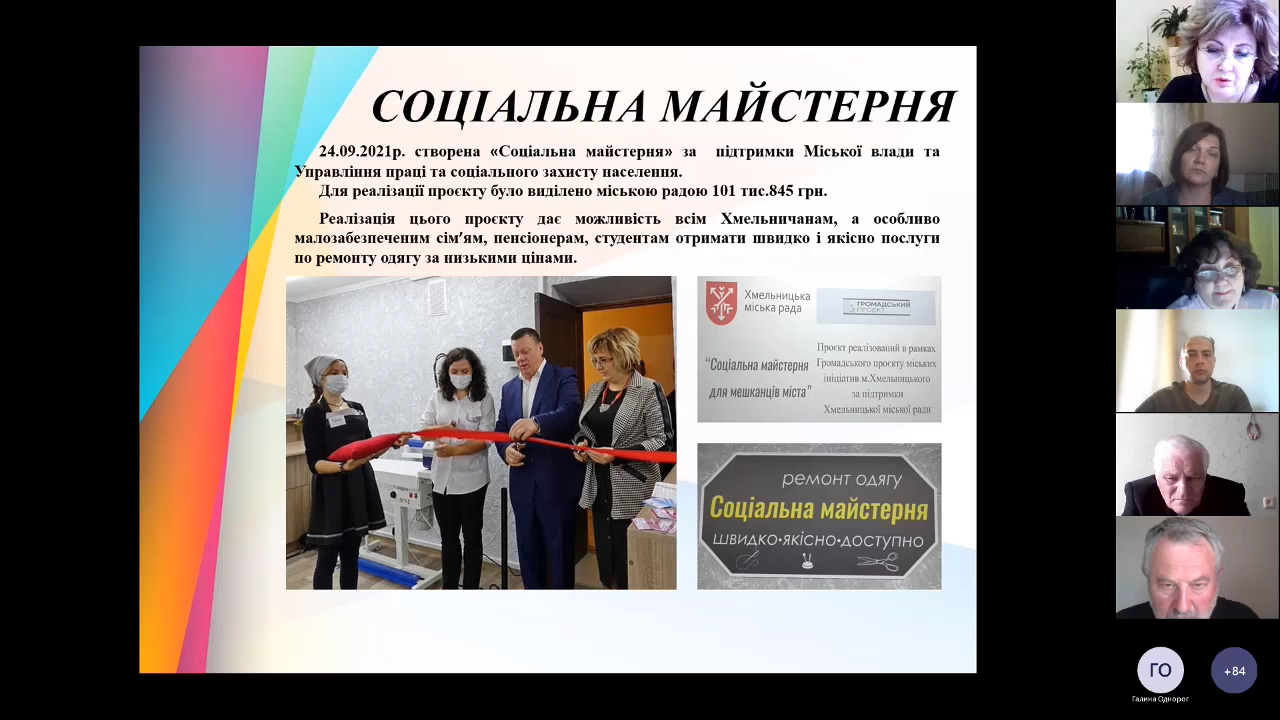 СОЦІАЛЬНА МАЙСТЕРНЯ
24.09.2021р. створена «Соціальна майстерня» за підтримки Міської влади та
Управління праці та соціального захисту населення.
Для реалізації проєкту було виділено міською радою 101 тис.845 грн.
Реалізація цього проєкту дає можливість всім Хмельничанам, а особливо
малозабезпеченим сім'ям, пенсіонерам, студентам отримати швидко і якісно послуги
по ремонту одягу за низькими цінами.
Хмельницька
міська рада
ГРОМАДСЬКИЙ
ПРОЄКТ
“Соціальна майстерня
для мешканців міста”
Проєкт реалізований в рамках
Громадського проєкту міських
ініціатив м.Хмельницького
за підтримки
Хмельницької міської ради
ремонт одягу
Соціальна майстерня
швидко•якісно•доступно
ГО
+84
Галина Однорог